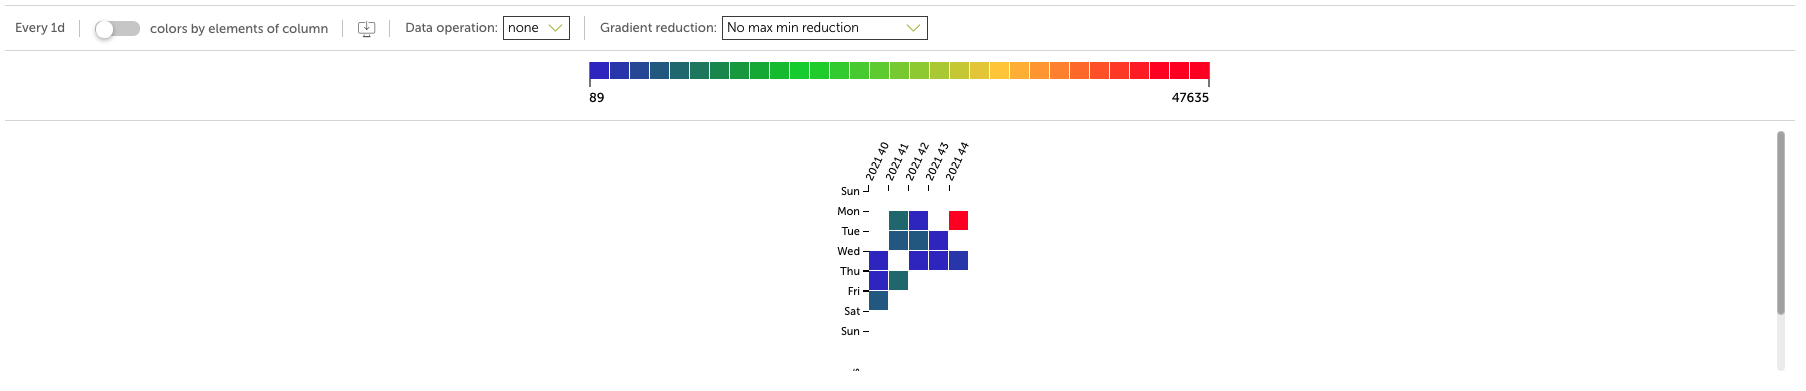 Every 1d colors by elements of column Data operation: none Gradient reduction: No max min reduction
89 47635
2021 40 2021 41 2021 42 2021 43 2021 44
Sun
Mon
Tue
Wed
Thu
Fri
Sat
Sun